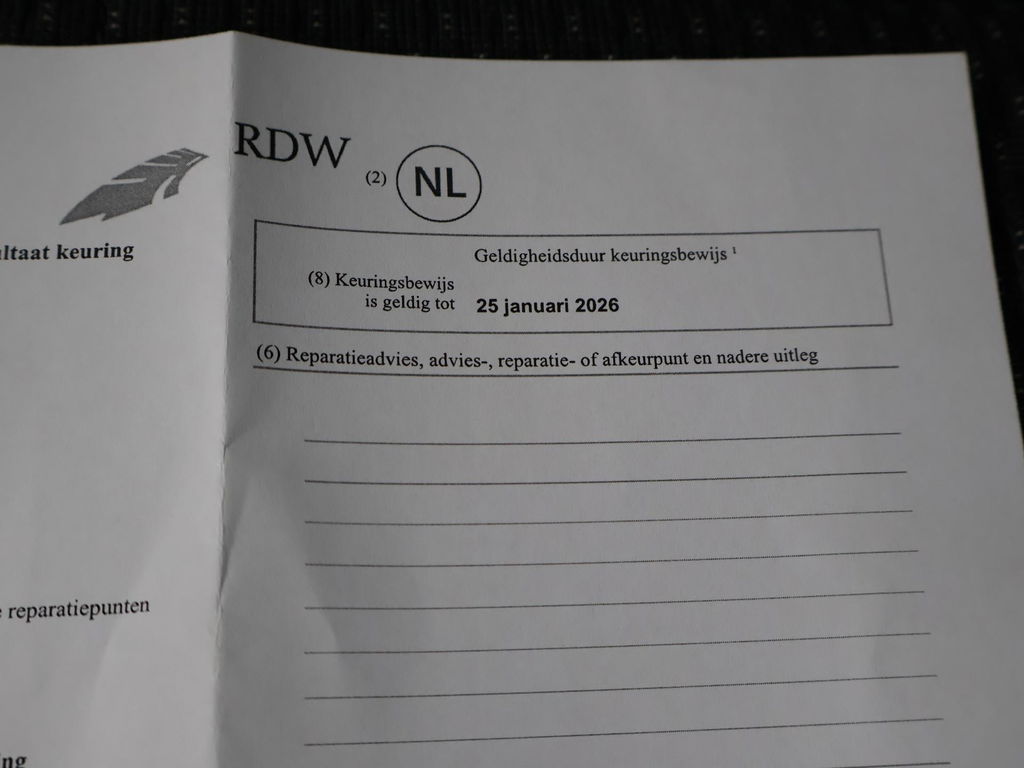 RDW
(2) NL
keuring
Geldigheidsduur keuringsbewijs ¹
(8) Keuringsbewijs
is geldig tot 25 januari 2026
(6) Reparatieadvies, advies-, reparatie- of afkeurpunt en nadere uitleg
reparatiepunten